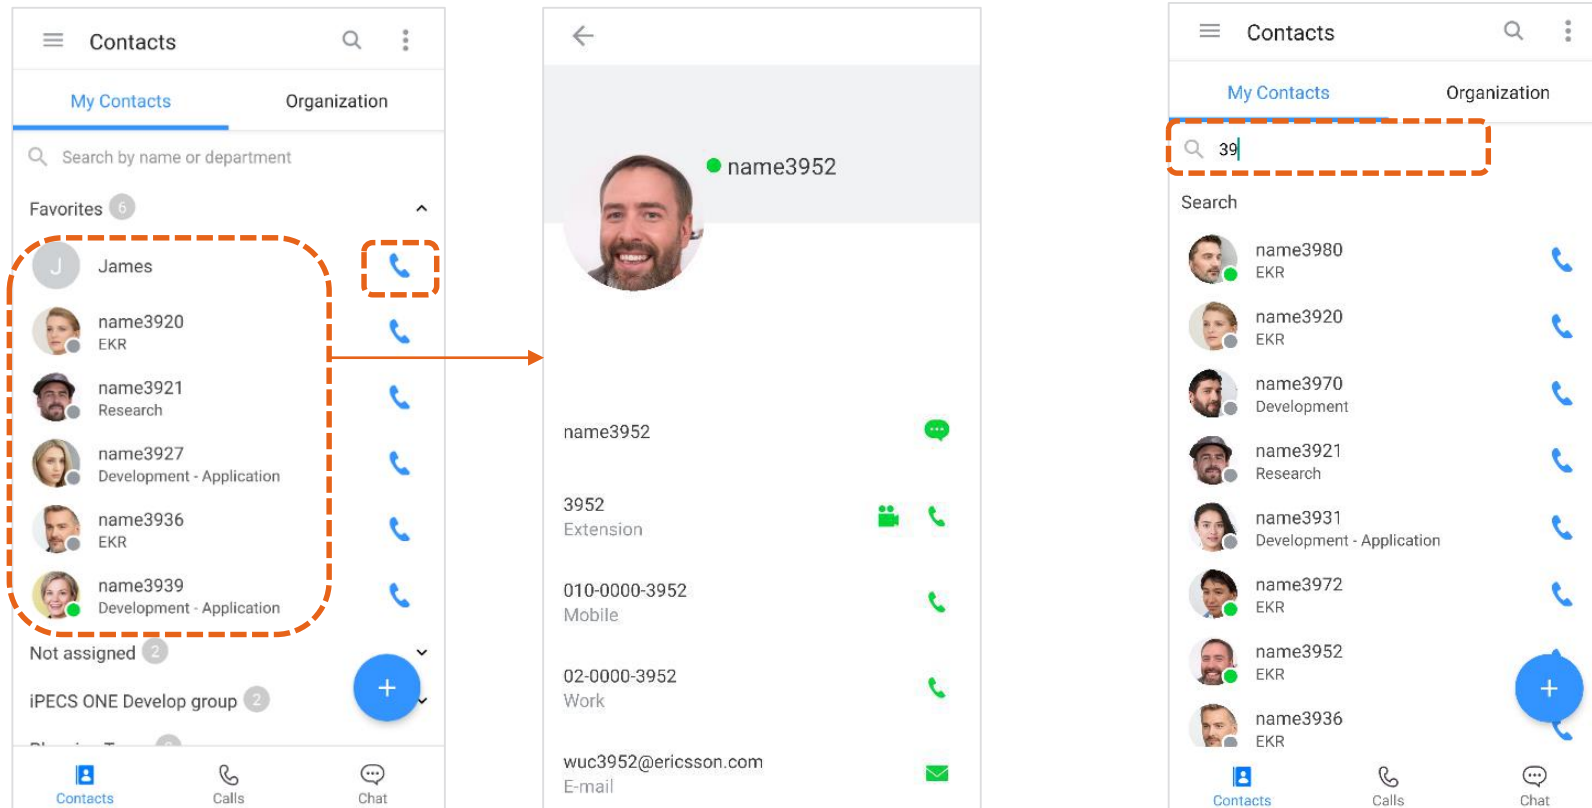 Contacts
My Contacts
Organization
Search by name or department
Favorites 6
J James
name3920
EKR
name3921
Research
name3927
Development - Application
name3936
EKR
name3939
Development - Application
Not assigned 2
iPECS ONE Develop group 2
Contacts
Calls
Chat
name3952
name3952
3952
Extension
010-0000-3952
Mobile
02-0000-3952
Work
wuc3952@ericsson.com
E-mail
Contacts
My Contacts
Organization
39
Search
name3980
EKR
name3920
EKR
name3970
Development
name3921
Research
name3931
Development - Application
name3972
EKR
name3952
EKR
name3936
EKR
Contacts
Calls
Chat